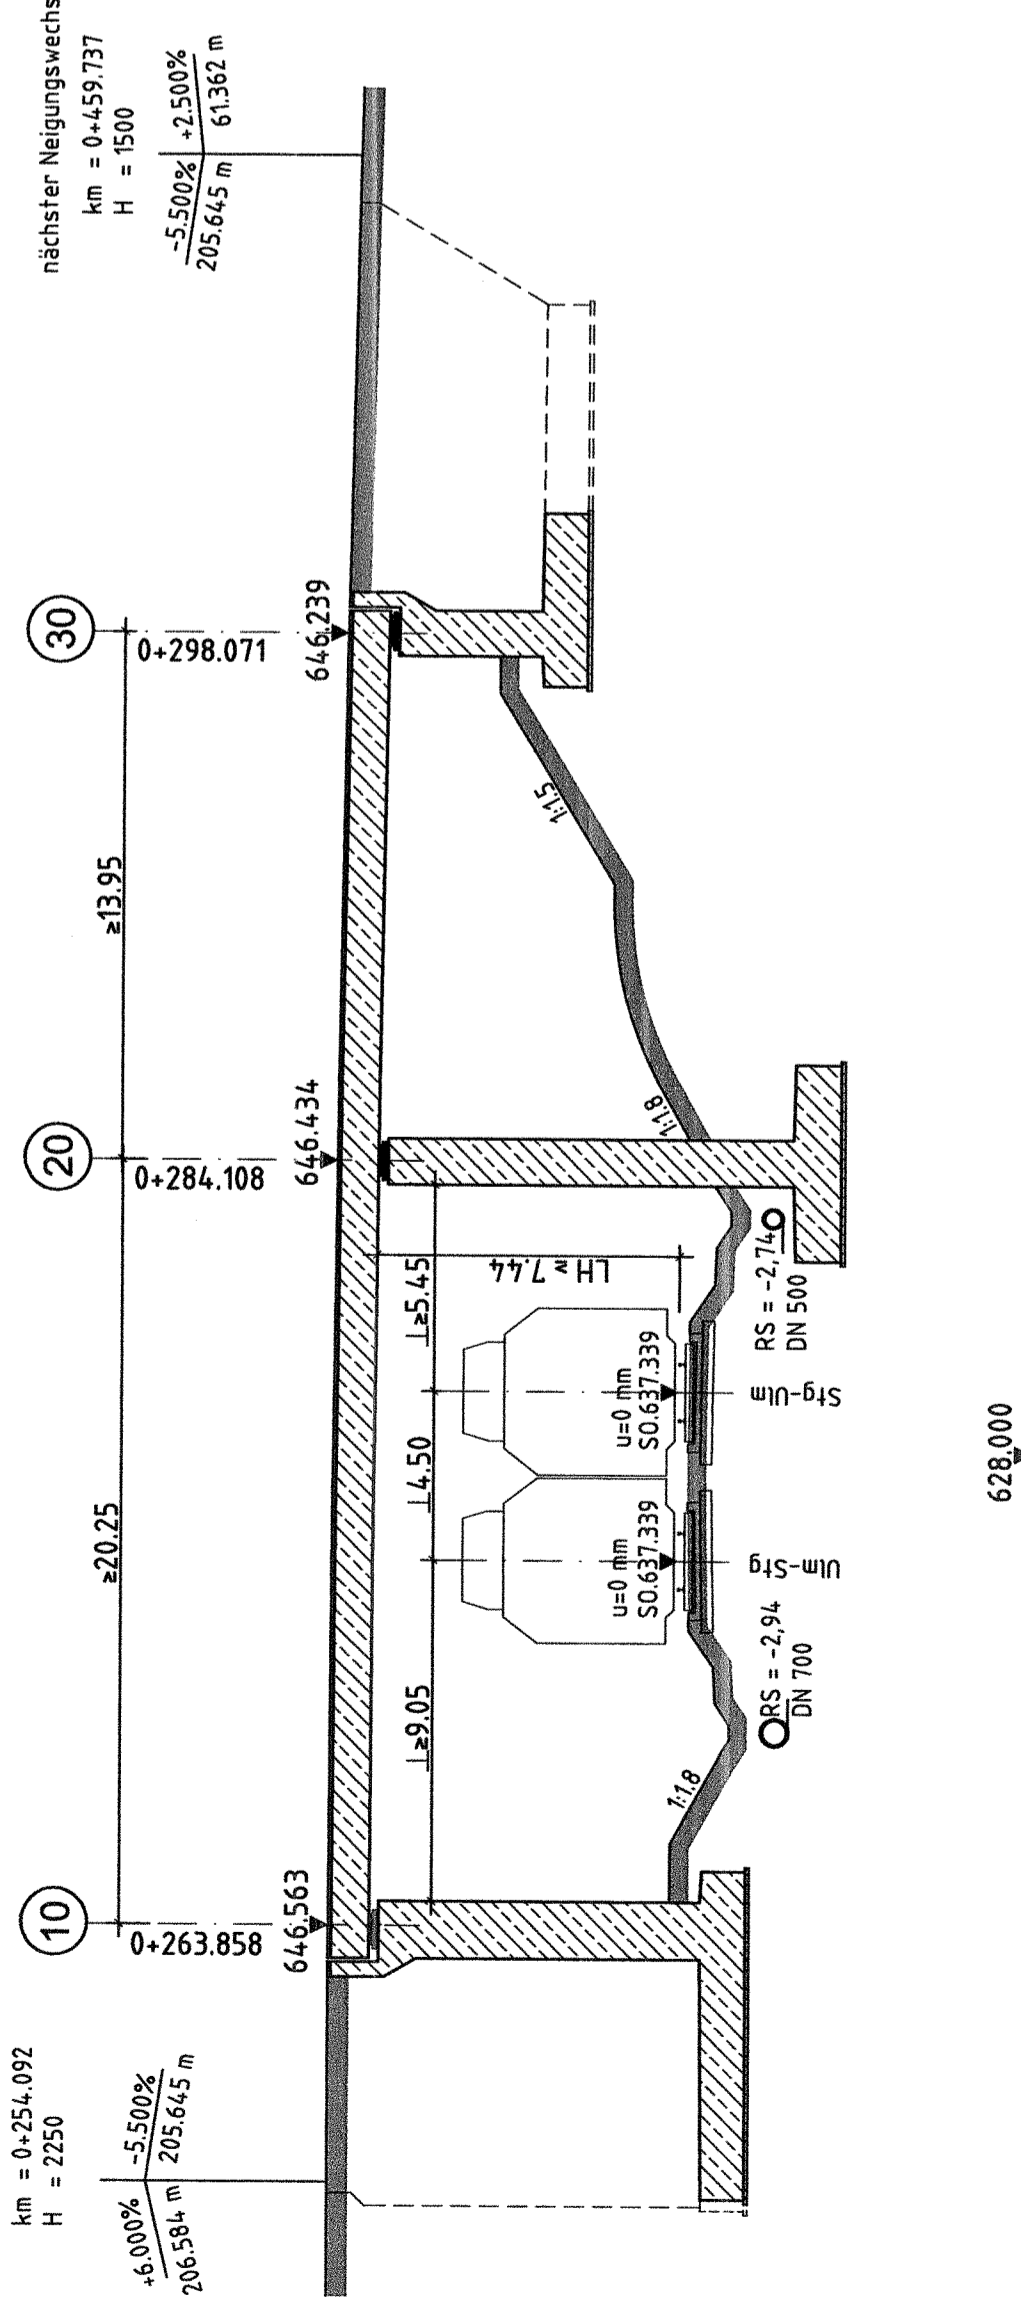 km = 0+254.092
H = 2250
+6.000%
206.584 m
-5.500%
205.645 m
nächster Neigungswechs
km = 0+459.737
H = 1500
-5.500%
205.645 m
+2.500%
61.362 m
10
20
30
≥20.25
≥13.95
0+263.858
0+284.108
0+298.071
646.563
646.434
646.239
⊥≥9.05
⊥4.50
⊥≥5.45
LH ≥ 7.44
u=0 mm
SO.637.339
u=0 mm
SO.637.339
1:1.8
1:1.8
1:1.5
RS = -2,94
DN 700
Ulm-Stg
Stg-Ulm
RS = -2,74
DN 500
628.000